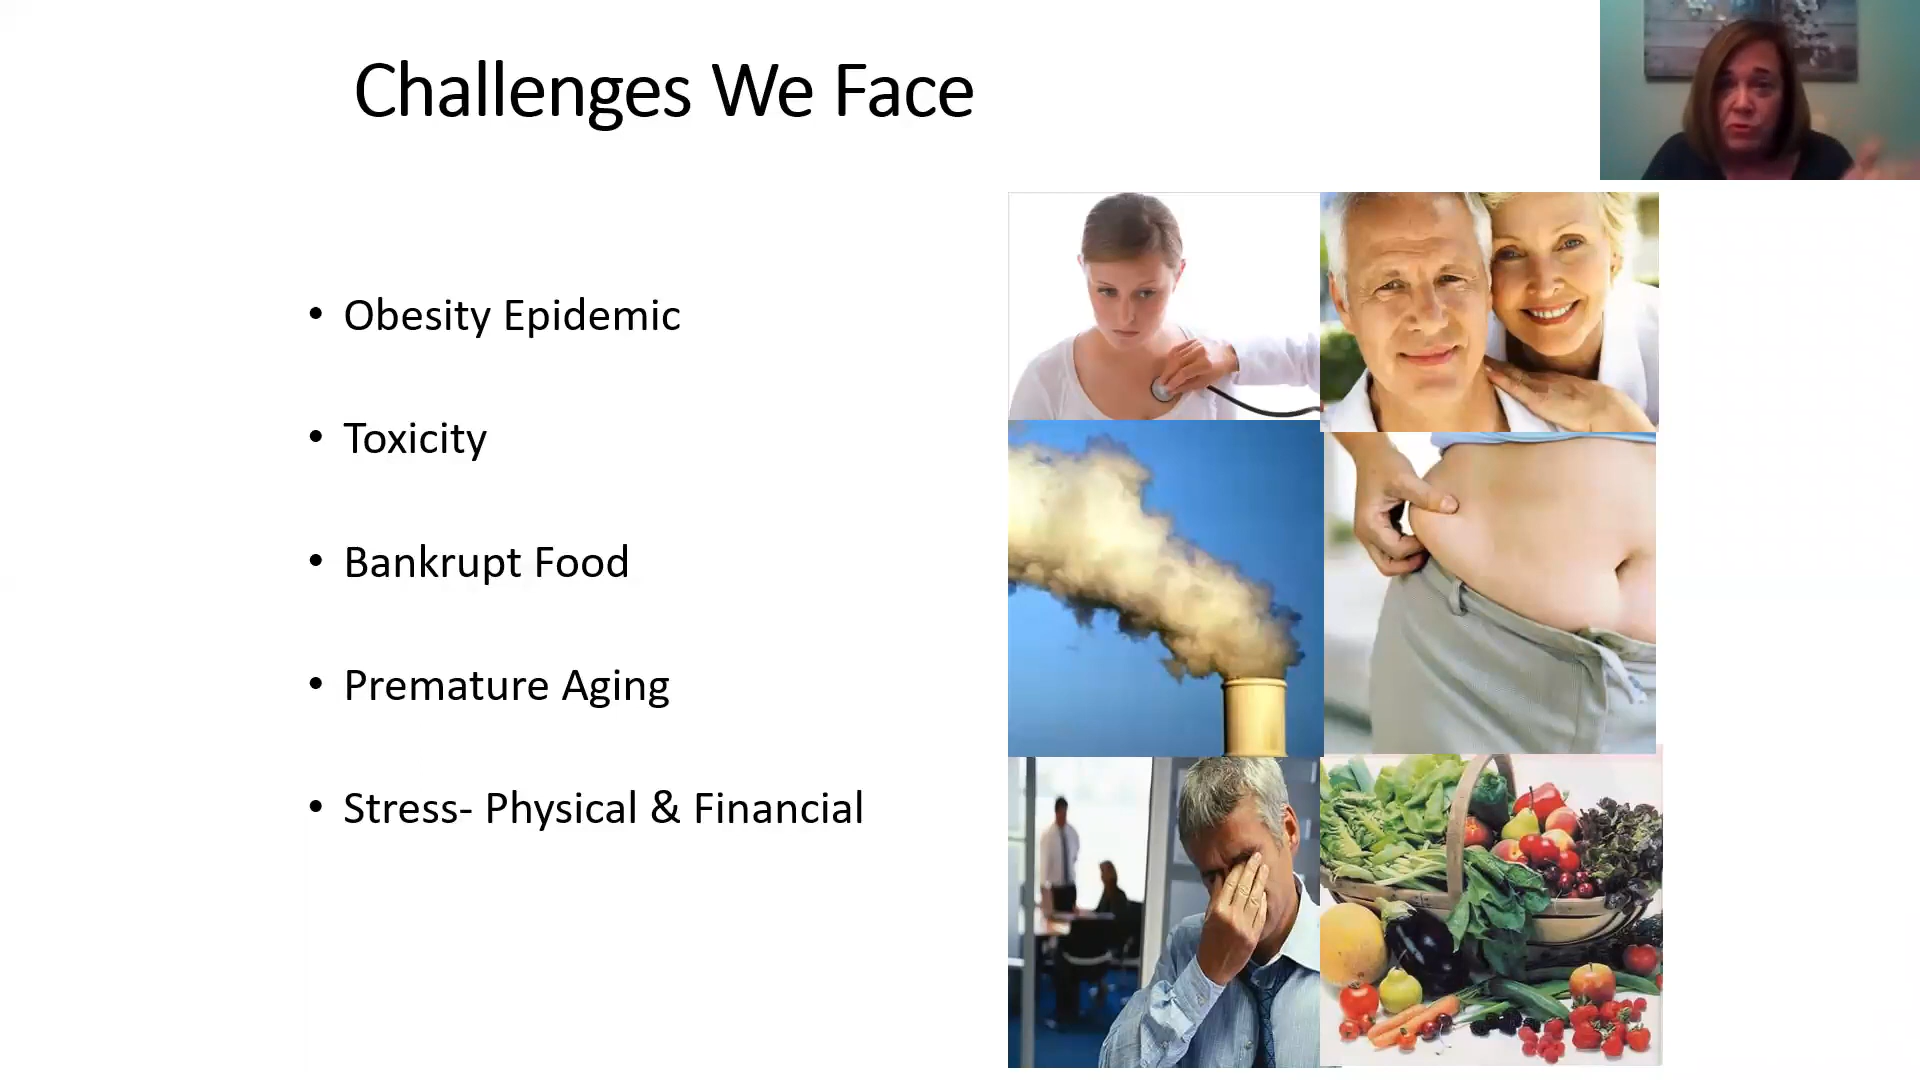 Challenges We Face
• Obesity Epidemic
• Toxicity
• Bankrupt Food
• Premature Aging
• Stress- Physical & Financial